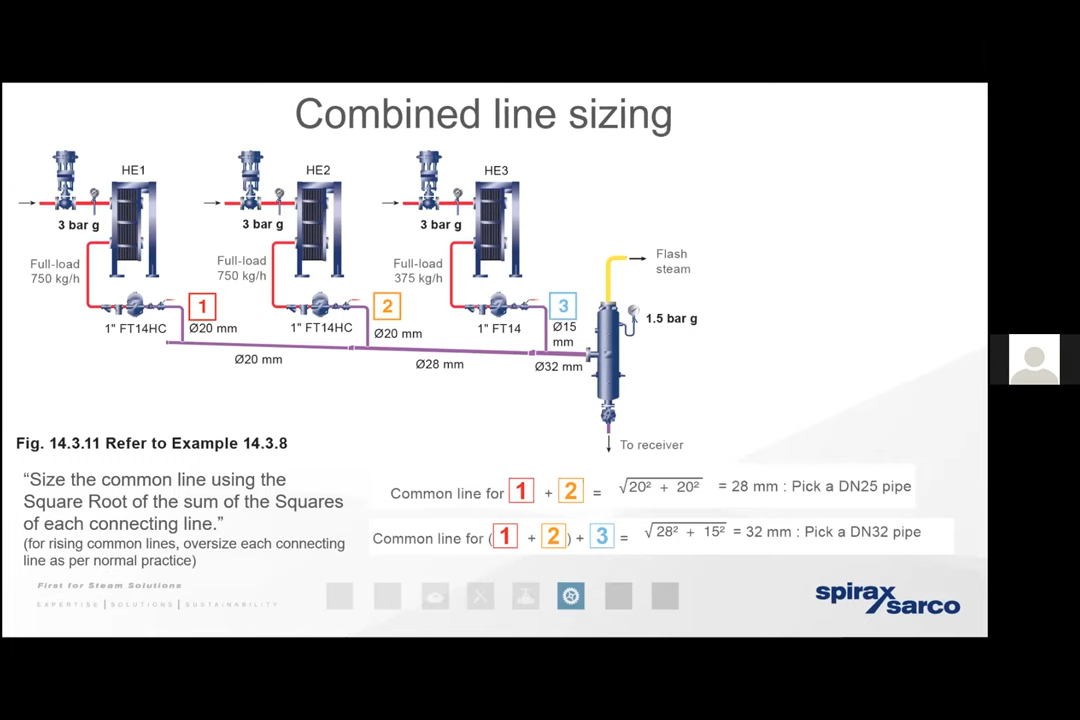 Combined line sizing
HE1 HE2 HE3
3 bar g 3 bar g 3 bar g
Full-load
750 kg/h
Full-load
750 kg/h
Full-load
375 kg/h
Flash
steam
1 2 3
1" FT14HC Ø20 mm
1" FT14HC Ø20 mm
1" FT14 Ø15
mm
1.5 bar g
Ø20 mm Ø28 mm Ø32 mm
Fig. 14.3.11 Refer to Example 14.3.8
To receiver
“Size the common line using the
Square Root of the sum of the Squares
of each connecting line.”
(for rising common lines, oversize each connecting
line as per normal practice)
Common line for 1 + 2 = √20² + 20² = 28 mm : Pick a DN25 pipe
Common line for (1 + 2) + 3 = √28² + 15² = 32 mm : Pick a DN32 pipe
First for Steam Solutions
EXPERTISE | SOLUTIONS | SUSTAINABILITY
spirax
sarco